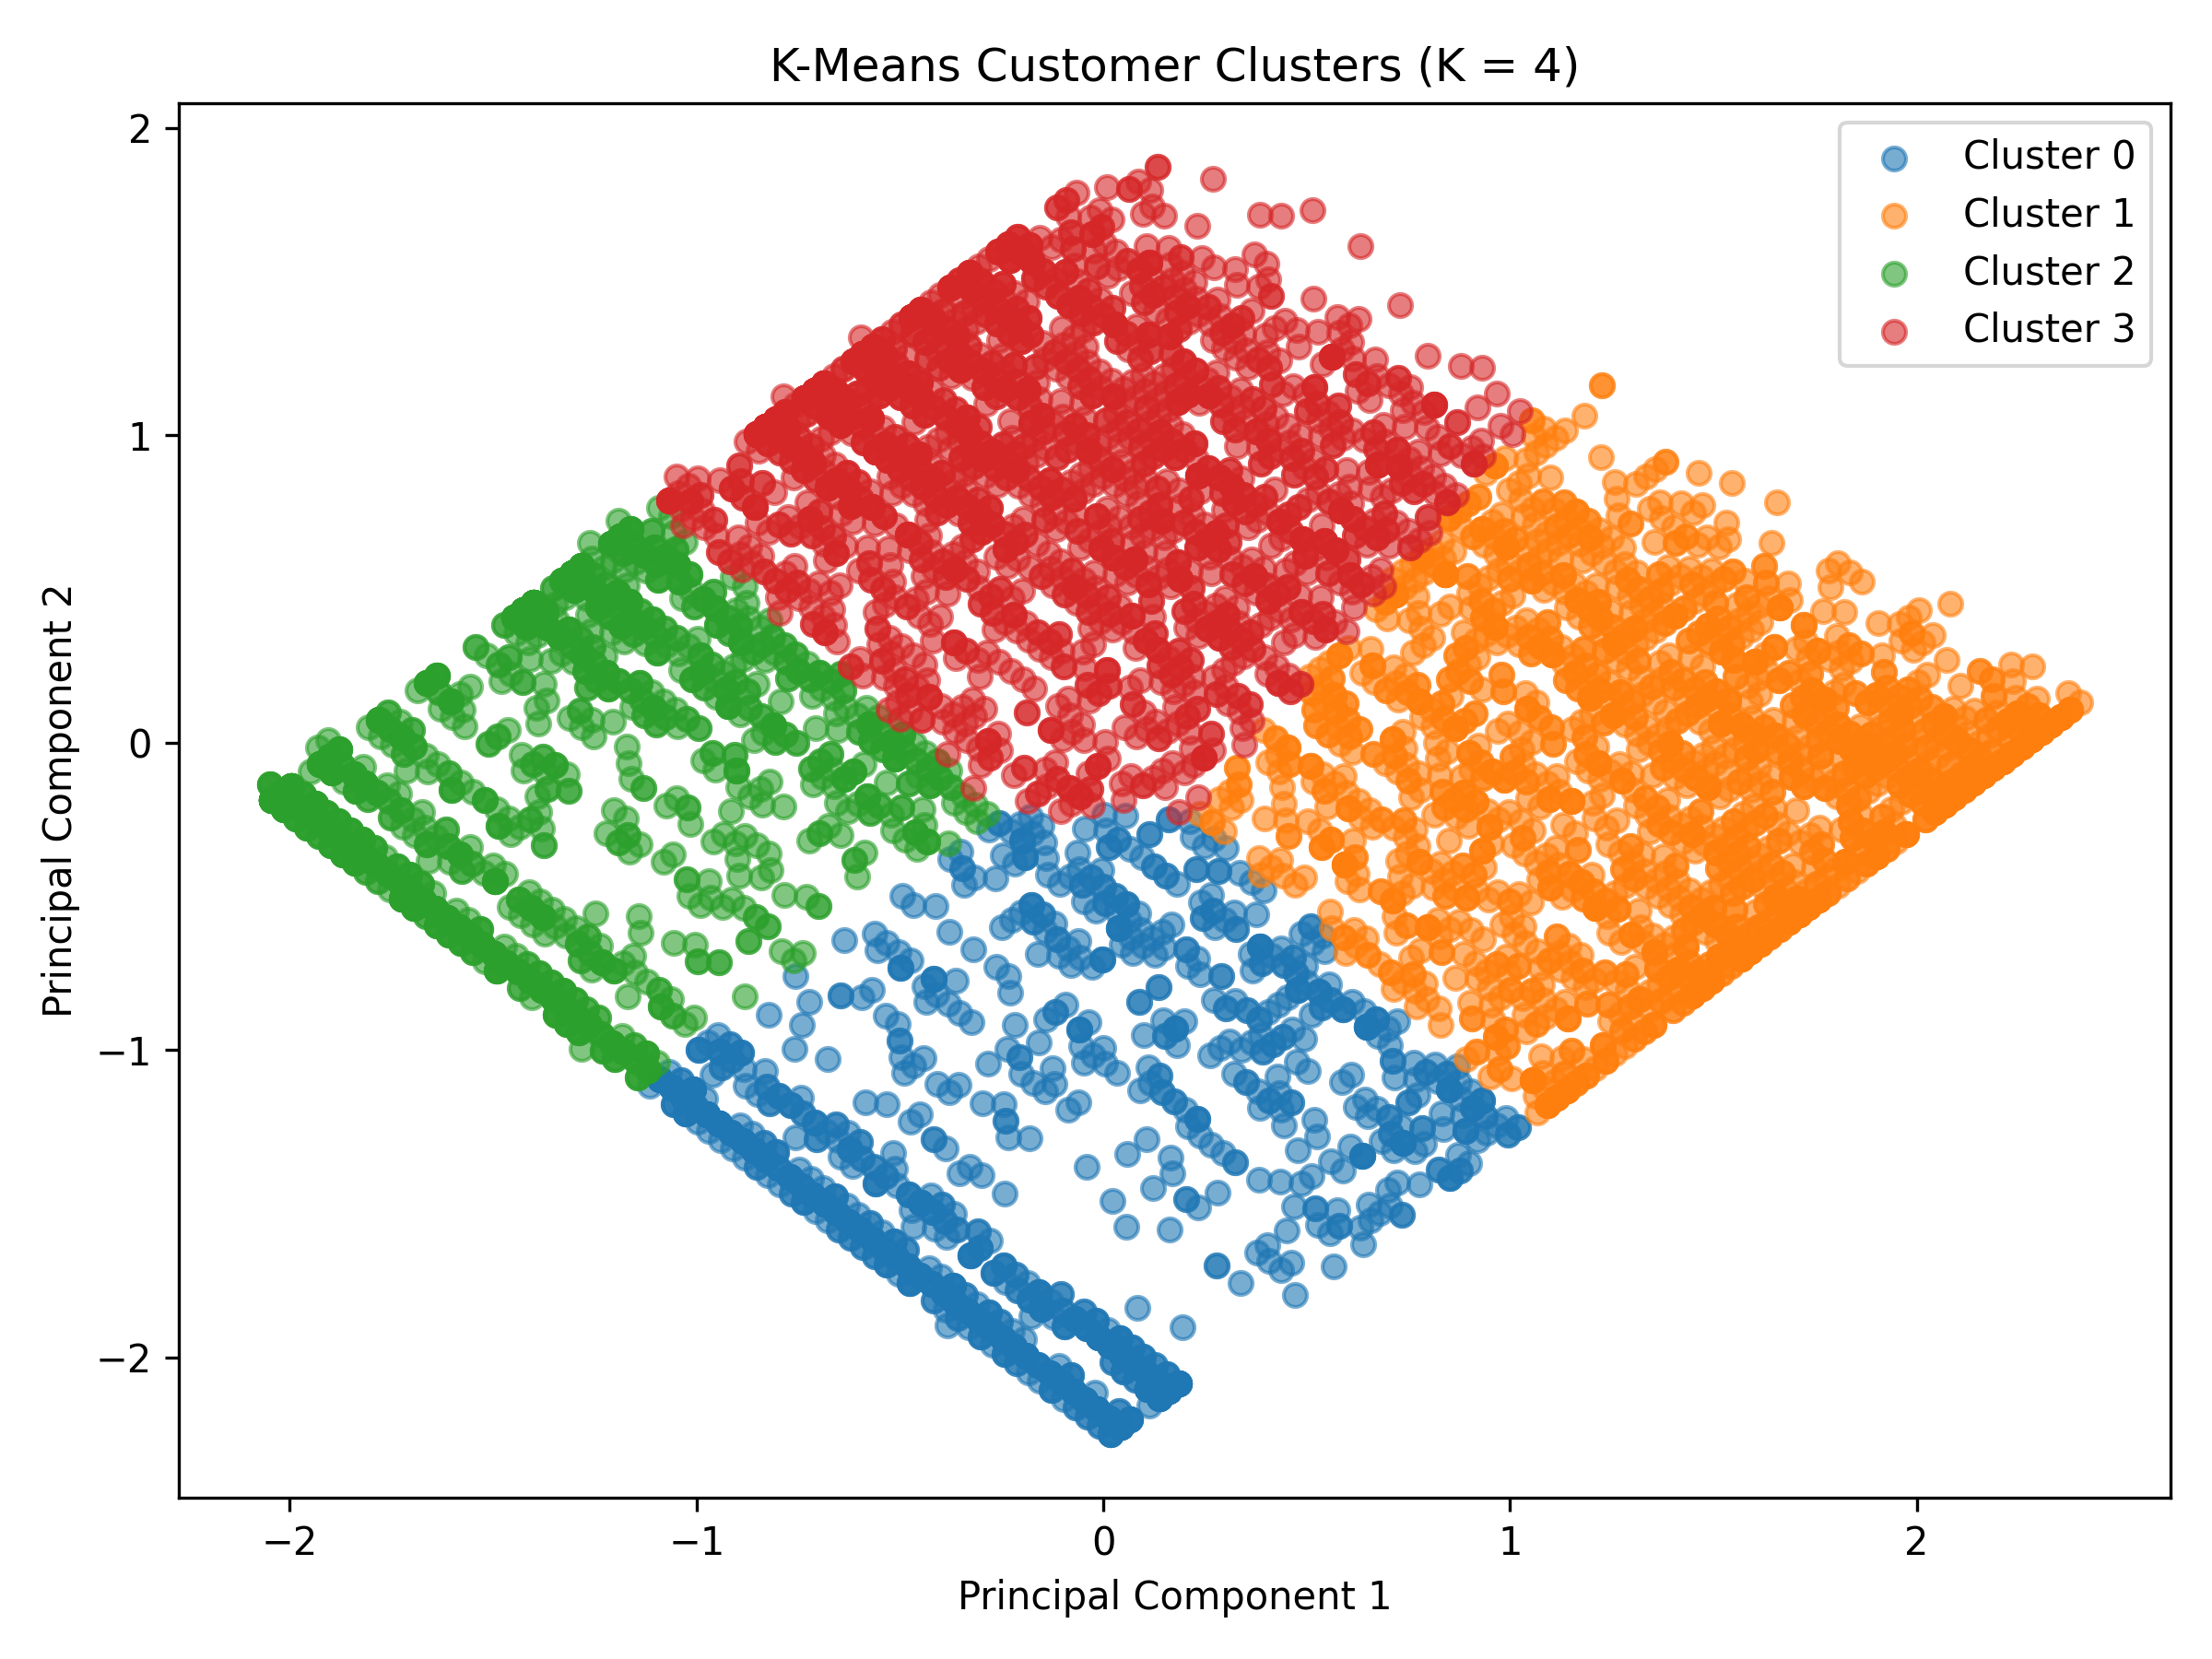 K-Means Customer Clusters (K = 4)
Cluster 0
Cluster 1
Cluster 2
Cluster 3
2
1
0
−1
−2
Principal Component 2
−2
−1
0
1
2
Principal Component 1